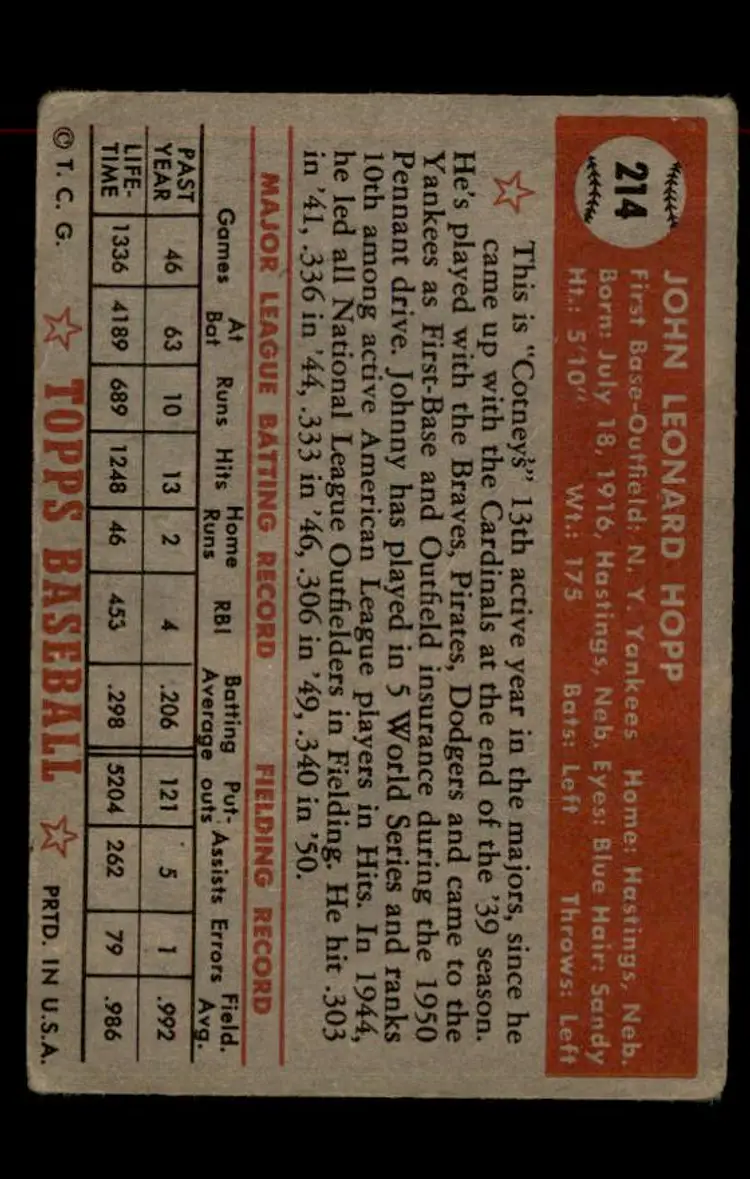 214
JOHN LEONARD HOPP
First Base-Outfield: N. Y. Yankees Home: Hastings, Neb.
Born: July 18, 1916, Hastings, Neb. Eyes: Blue Hair: Sandy
Ht.: 5'10" Wt.: 175 Bats: Left Throws: Left
This is "Cotney's" 13th active year in the majors, since he
came up with the Cardinals at the end of the '39 season.
He's played with the Braves, Pirates, Dodgers and came to the
Yankees as First-Base and Outfield insurance during the 1950
Pennant drive. Johnny has played in 5 World Series and ranks
10th among active American League players in Hits. In 1944,
he led all National League Outfielders in Fielding. He hit .303
in '41, .336 in '44, .333 in '46, .306 in '49, .340 in '50.
MAJOR LEAGUE BATTING RECORD FIELDING RECORD
Games At Bat Runs Hits Home Runs RBI Batting Average Put-outs Assists Errors Field. Avg.
PAST YEAR 46 63 10 13 2 4 .206 121 5 1 .992
LIFE-TIME 1336 4189 689 1248 46 453 .298 5204 262 79 .986
© T. C. G. TOPPS BASEBALL PRTD. IN U.S.A.